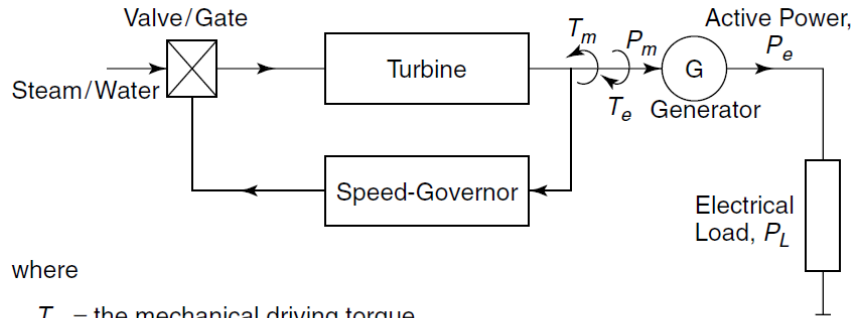 Valve/Gate
Active Power,
T_m
P_m
P_e
Turbine
G
Steam/Water
T_e
Generator
Speed-Governor
Electrical
Load, P_L
where
= the mechanical driving torque